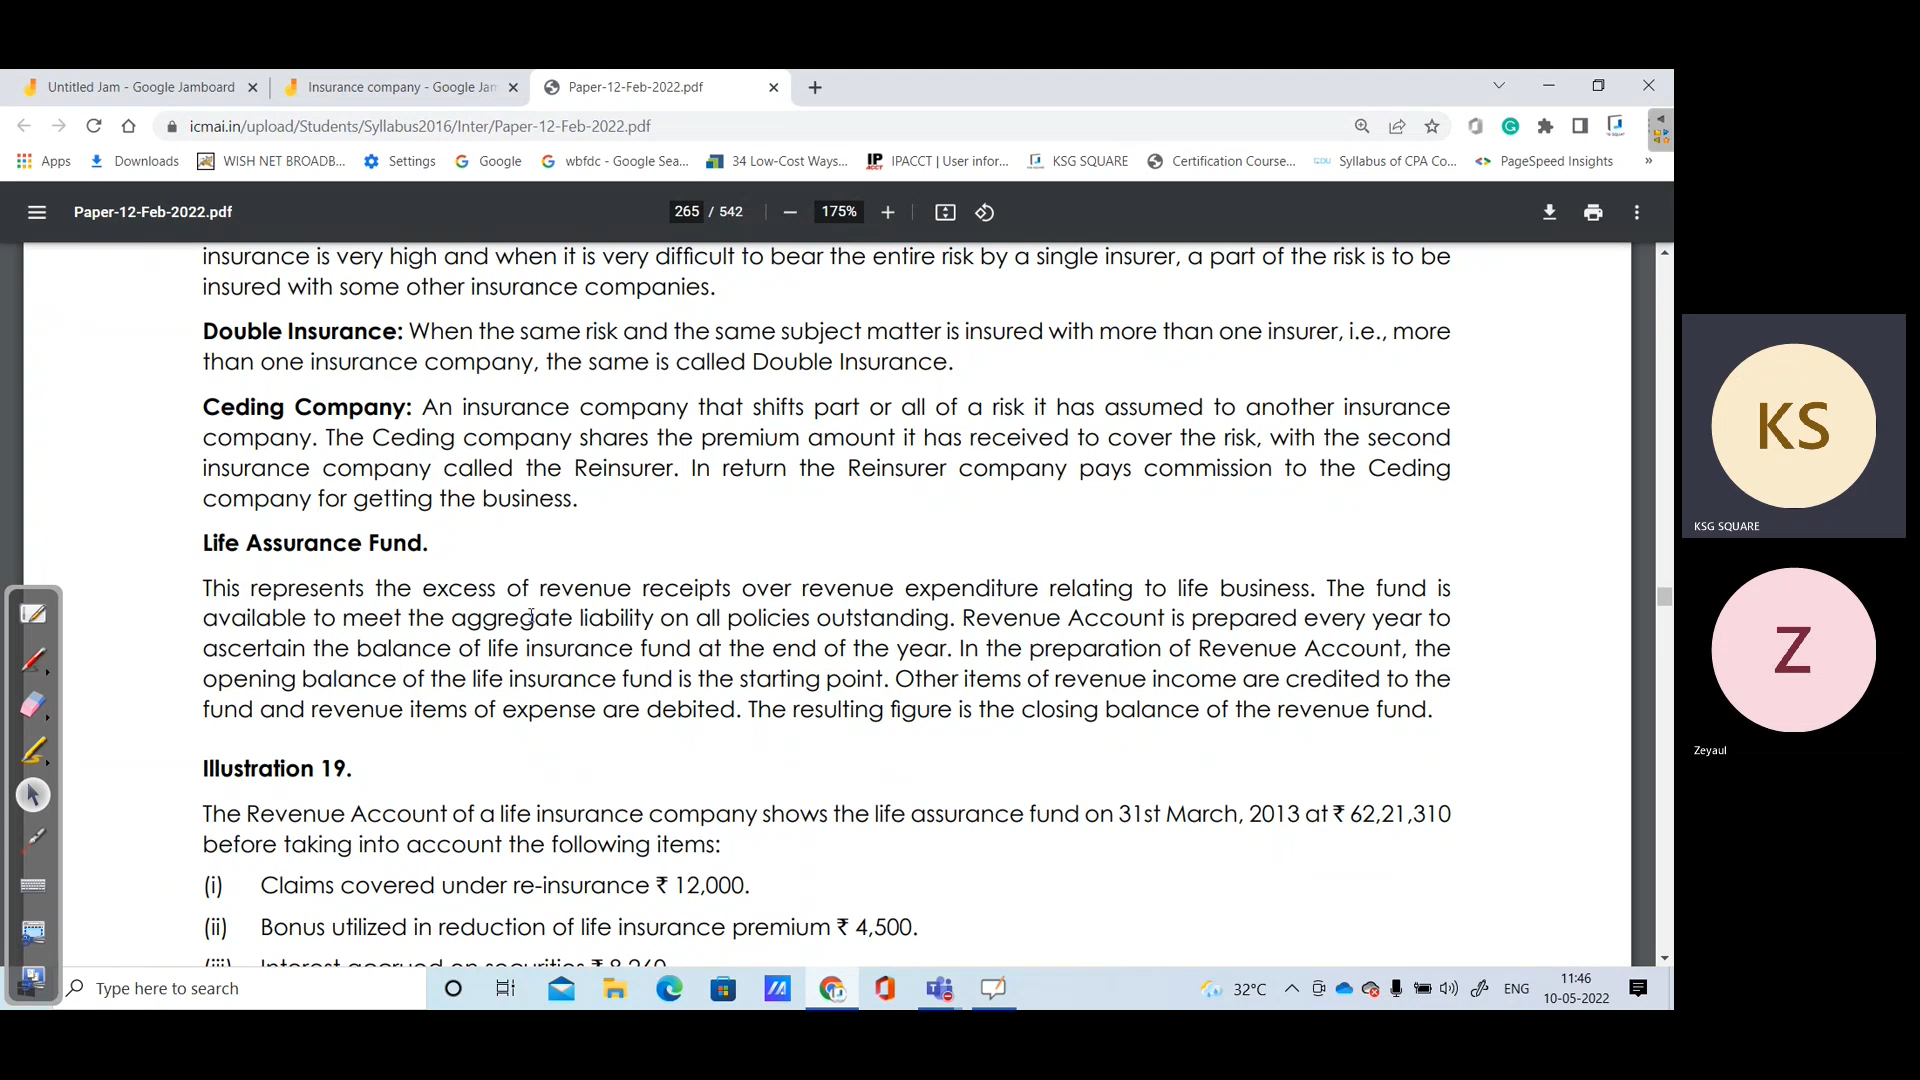 Untitled Jam - Google Jamboard
Insurance company - Google Jam
Paper-12-Feb-2022.pdf
icmai.in/upload/Students/Syllabus2016/Inter/Paper-12-Feb-2022.pdf
Apps Downloads WISH NET BROADB... Settings Google wbfdc - Google Sea... 34 Low-Cost Ways... IPACCT | User infor... KSG SQUARE Certification Course... Syllabus of CPA Co... PageSpeed Insights »
Paper-12-Feb-2022.pdf 265 / 542 175%
insurance is very high and when it is very difficult to bear the entire risk by a single insurer, a part of the risk is to be
insured with some other insurance companies.
Double Insurance: When the same risk and the same subject matter is insured with more than one insurer, i.e., more
than one insurance company, the same is called Double Insurance.
Ceding Company: An insurance company that shifts part or all of a risk it has assumed to another insurance
company. The Ceding company shares the premium amount it has received to cover the risk, with the second
insurance company called the Reinsurer. In return the Reinsurer company pays commission to the Ceding
company for getting the business.
Life Assurance Fund.
This represents the excess of revenue receipts over revenue expenditure relating to life business. The fund is
available to meet the aggregate liability on all policies outstanding. Revenue Account is prepared every year to
ascertain the balance of life insurance fund at the end of the year. In the preparation of Revenue Account, the
opening balance of the life insurance fund is the starting point. Other items of revenue income are credited to the
fund and revenue items of expense are debited. The resulting figure is the closing balance of the revenue fund.
Illustration 19.
The Revenue Account of a life insurance company shows the life assurance fund on 31st March, 2013 at ₹ 62,21,310
before taking into account the following items:
(i) Claims covered under re-insurance ₹ 12,000.
(ii) Bonus utilized in reduction of life insurance premium ₹ 4,500.
(iii) Interest accrued on securities ₹ 8,260.
Type here to search
32°C
ENG
11:46
10-05-2022
KS
KSG SQUARE
Z
Zeyaul